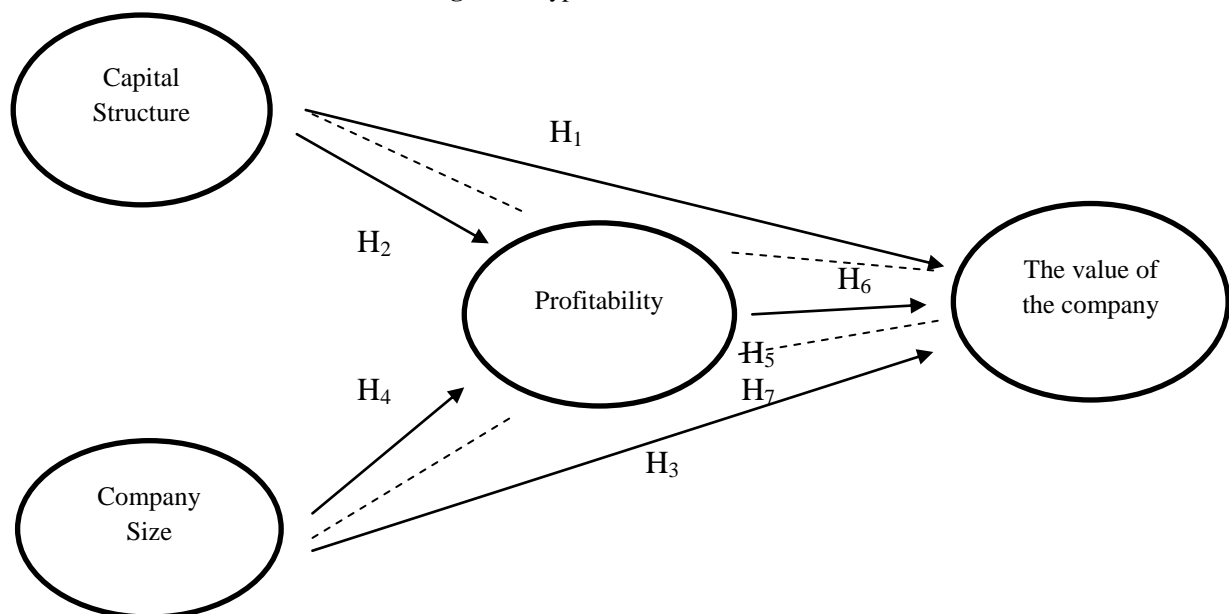 Capital
Structure
H₁
H₂
Profitability
The value of
the company
H₆
H₅
H₇
H₄
H₃
Company
Size